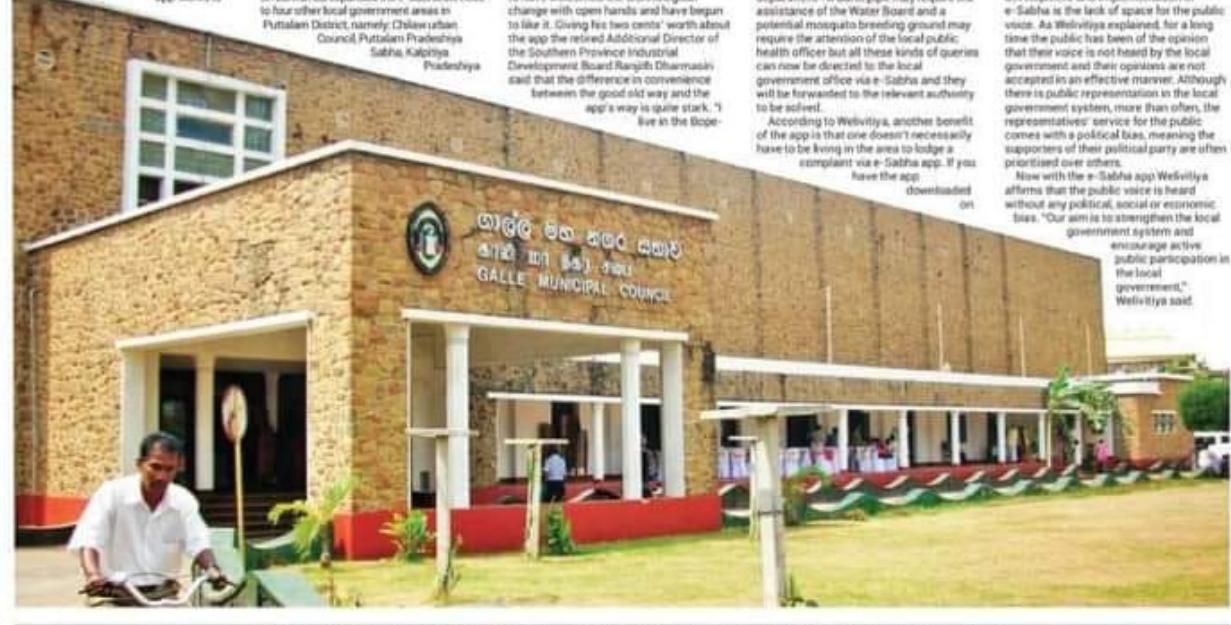 to four other local government areas in
Puttalam District, namely: Chilaw urban
Council, Puttalam Pradeshiya
Sabha, Kalpitiya
Pradeshiya
change with open hands and have begun
to like it. Giving his two cents' worth about
the app the retired Additional Director of
the Southern Province Industrial
Development Board Ranjith Dharmasiri
said that the difference in convenience
between the good old way and the
app's way is quite stark. "I
live in the Bope-
assistance of the Water Board and a
potential mosquito breeding ground may
require the attention of the local public
health officer but all these kinds of queries
can now be directed to the local
government office via e-Sabha and they
will be forwarded to the relevant authority
to be solved.
According to Welivitiya, another benefit
of the app is that one doesn't necessarily
have to be living in the area to lodge a
complaint via e-Sabha app. If you
have the app
downloaded
on
e-Sabha is the lack of space for the public
voice. As Welivitiya explained, for a long
time the public has been of the opinion
that their voice is not heard by the local
government and their opinions are not
accepted in an effective manner. Although
there is public representation in the local
government system, more than often, the
representatives' service for the public
comes with a political bias, meaning the
supporters of their political party are often
prioritised over others.
Now with the e-Sabha app Welivitiya
affirms that the public voice is heard
without any political, social or economic
bias. "Our aim is to strengthen the local
government system and
encourage active
public participation in
the local
government,"
Welivitiya said.
ගාල්ල මහ නගර සභාව
காலி மா நகர சபை
GALLE MUNICIPAL COUNCIL